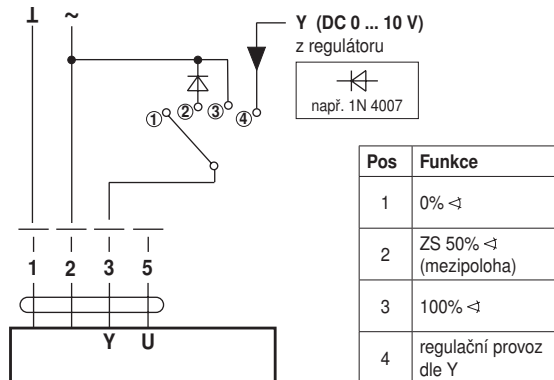 ⊥ ~
Y (DC 0 ... 10 V)
z regulátoru
např. 1N 4007
1 2 3 4
Pos Funkce
1 0% ◁
2 ZS 50% ◁
(mezipoloha)
3 100% ◁
4 regulační provoz
dle Y
1 2 3 5
Y U